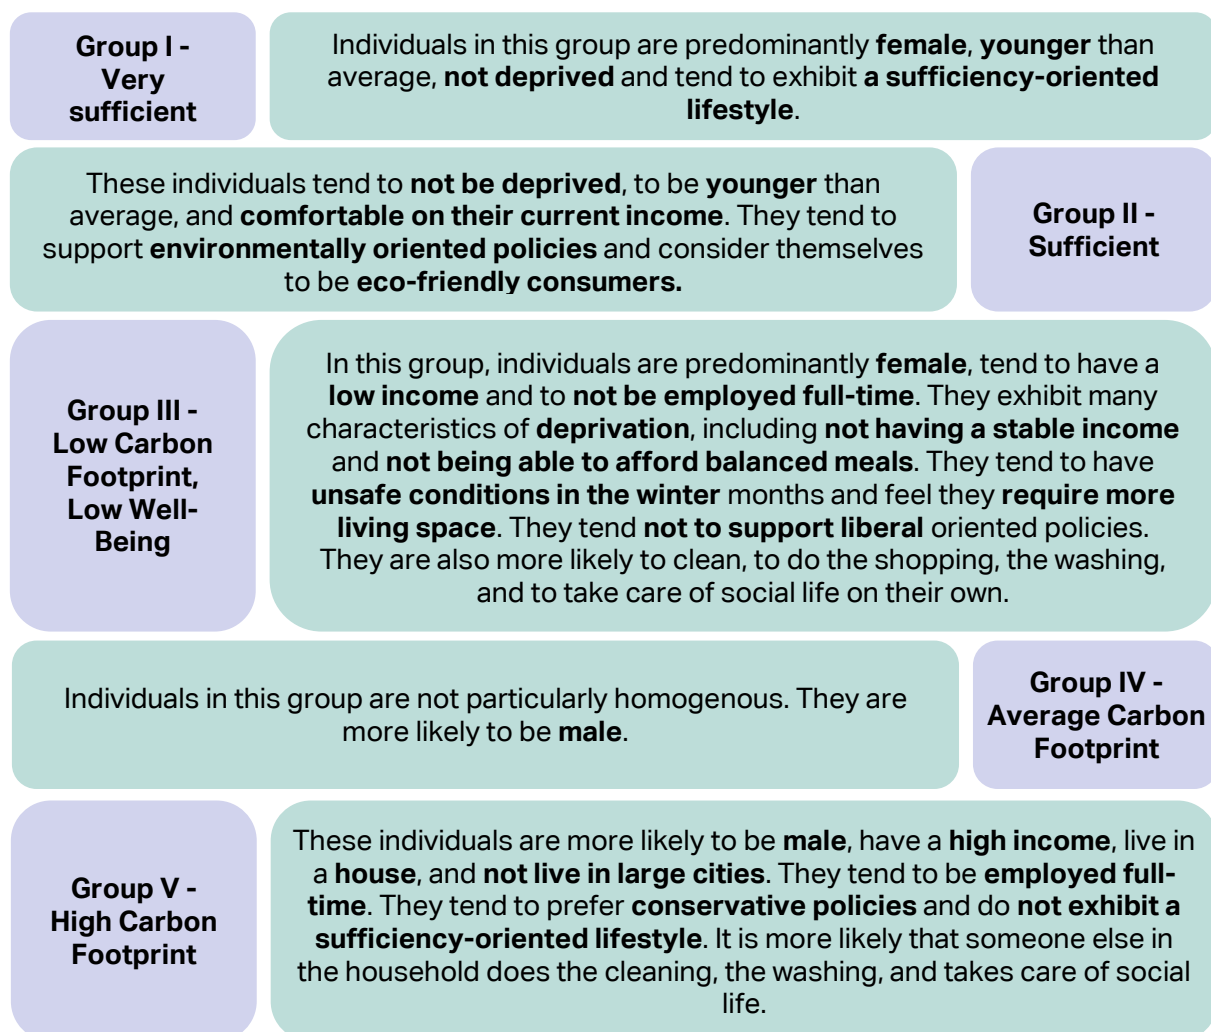 Group I -
Very
sufficient
Individuals in this group are predominantly female, younger than
average, not deprived and tend to exhibit a sufficiency-oriented
lifestyle.
These individuals tend to not be deprived, to be younger than
average, and comfortable on their current income. They tend to
support environmentally oriented policies and consider themselves
to be eco-friendly consumers.
Group II -
Sufficient
Group III -
Low Carbon
Footprint,
Low Well-
Being
In this group, individuals are predominantly female, tend to have a
low income and to not be employed full-time. They exhibit many
characteristics of deprivation, including not having a stable income
and not being able to afford balanced meals. They tend to have
unsafe conditions in the winter months and feel they require more
living space. They tend not to support liberal oriented policies.
They are also more likely to clean, to do the shopping, the washing,
and to take care of social life on their own.
Individuals in this group are not particularly homogenous. They are
more likely to be male.
Group IV -
Average Carbon
Footprint
Group V -
High Carbon
Footprint
These individuals are more likely to be male, have a high income, live in
a house, and not live in large cities. They tend to be employed full-
time. They tend to prefer conservative policies and do not exhibit a
sufficiency-oriented lifestyle. It is more likely that someone else in
the household does the cleaning, the washing, and takes care of social
life.